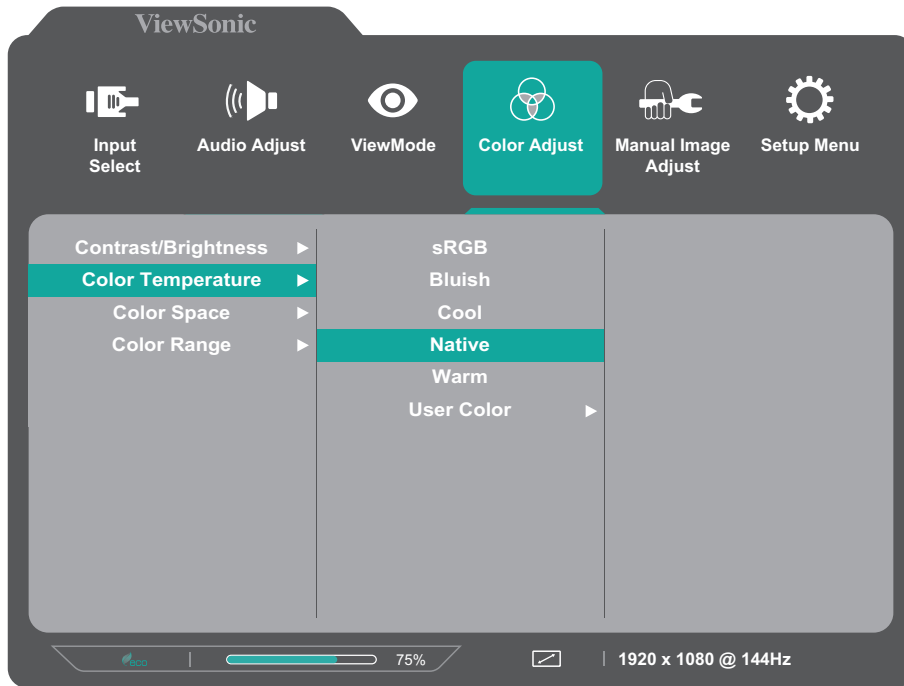 ViewSonic
Input
Select
Audio Adjust
ViewMode
Color Adjust
Manual Image
Adjust
Setup Menu
Contrast/Brightness
Color Temperature
Color Space
Color Range
sRGB
Bluish
Cool
Native
Warm
User Color
eco
75%
1920 x 1080 @ 144Hz